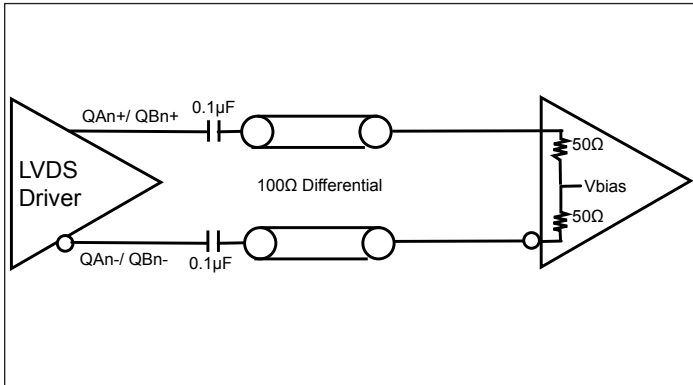 QAn+/ QBn+
0.1µF
LVDS
Driver
100Ω Differential
50Ω
Vbias
50Ω
QAn-/ QBn-
0.1µF